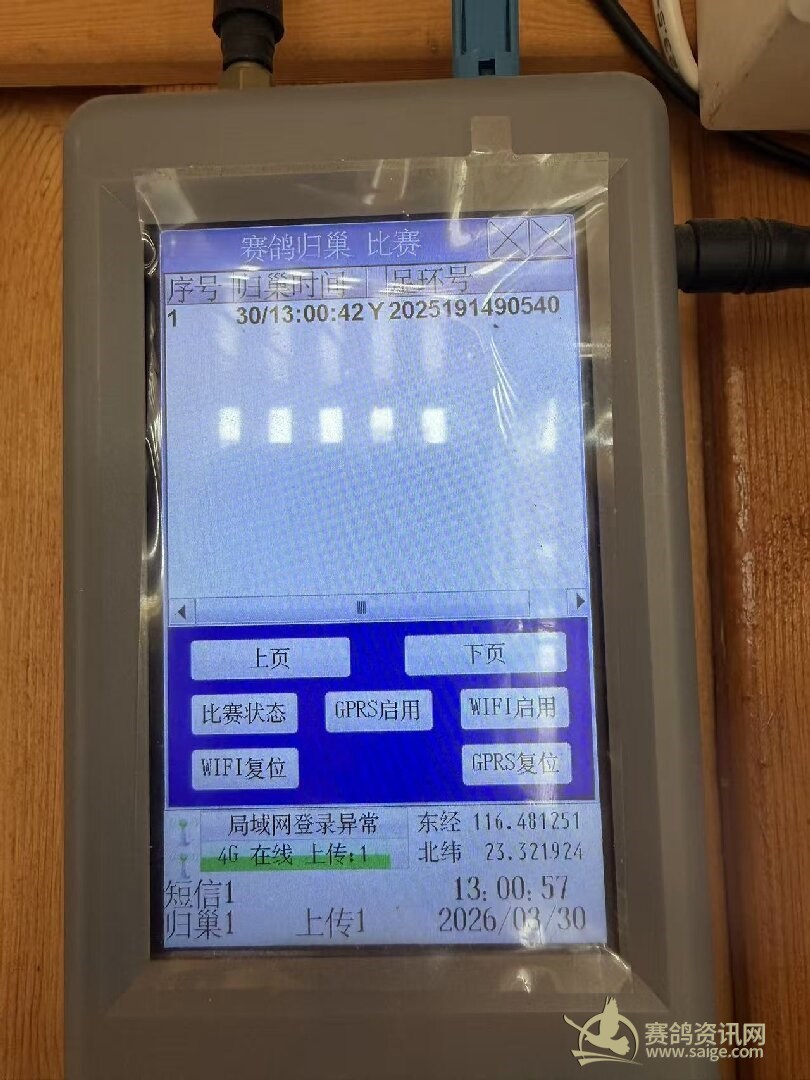 赛鸽归巢 比赛
序号 归巢时间 足环号
1 30/13:00:42 Y 2025191490540
上页 下页
比赛状态 GPRS启用 WIFI启用
WIFI复位 GPRS复位
局域网登录异常 东经 116.481251
4G 在线 上传:1 北纬 23.321924
短信1 13:00:57
归巢1 上传1 2026/03/30
赛鸽资讯网
www.saige.com